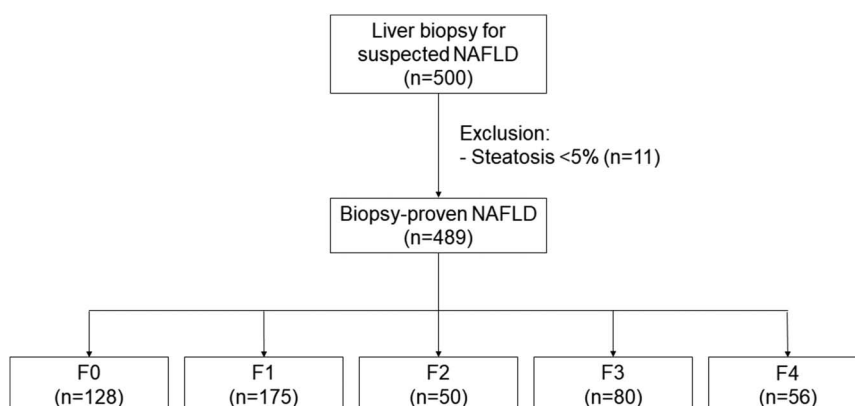 Liver biopsy for
suspected NAFLD
(n=500)
Exclusion:
- Steatosis <5% (n=11)
Biopsy-proven NAFLD
(n=489)
F0
(n=128)
F1
(n=175)
F2
(n=50)
F3
(n=80)
F4
(n=56)